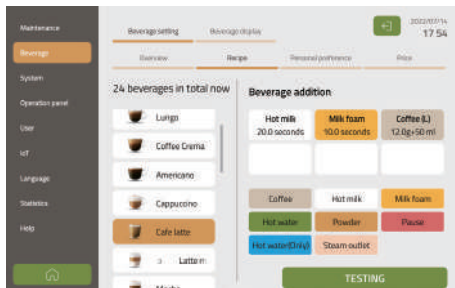 Maintenance
Beverage
System
Operation panel
User
IoT
Language
Statistics
Help
Beverage setting
Beverage display
2022/07/14
17 54
Overview
Recipe
Personal preference
Price
24 beverages in total now
Lungo
Coffee Crema
Americano
Cappuccino
Cafe latte
Latte m
Mocha
Beverage addition
Hot milk
20.0 seconds
Milk foam
10.0 seconds
Coffee (L)
12.0g+50 ml
Coffee
Hot milk
Milk foam
Hot water
Powder
Pause
Hot water(Only)
Steam outlet
TESTING